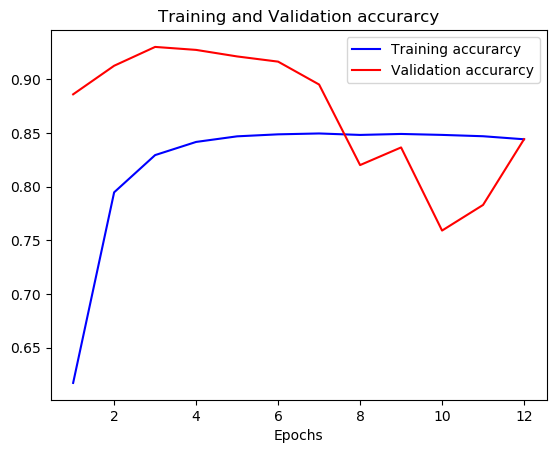 Training and Validation accurarcy
Training accurarcy
Validation accurarcy
0.90
0.85
0.80
0.75
0.70
0.65
2 4 6 8 10 12
Epochs